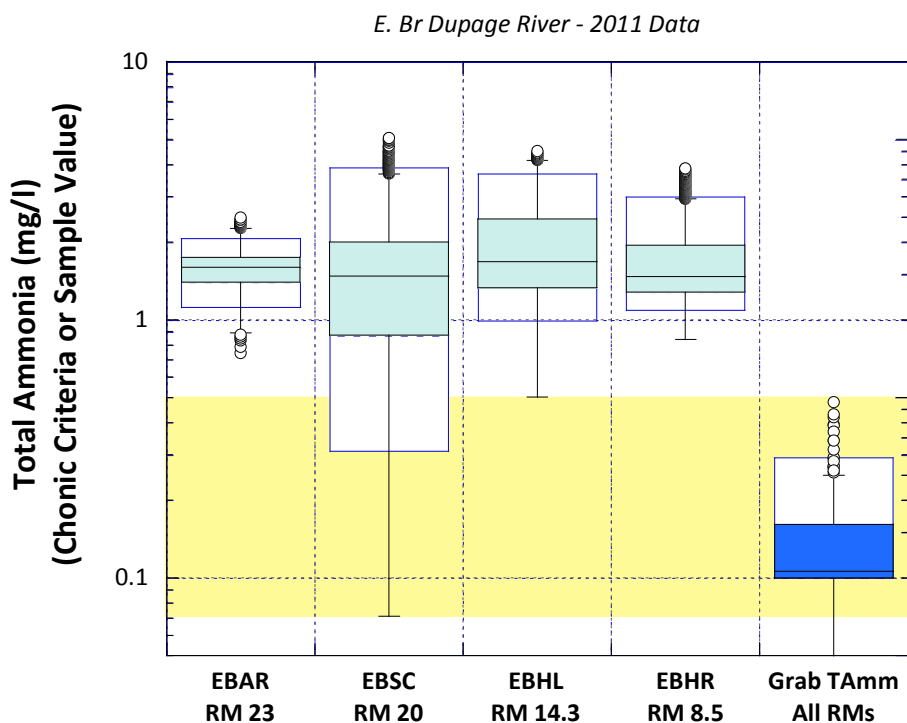 E. Br Dupage River - 2011 Data
Total Ammonia (mg/l)
(Chonic Criteria or Sample Value)
10
1
0.1
EBAR
RM 23
EBSC
RM 20
EBHL
RM 14.3
EBHR
RM 8.5
Grab TAmm
All RMs